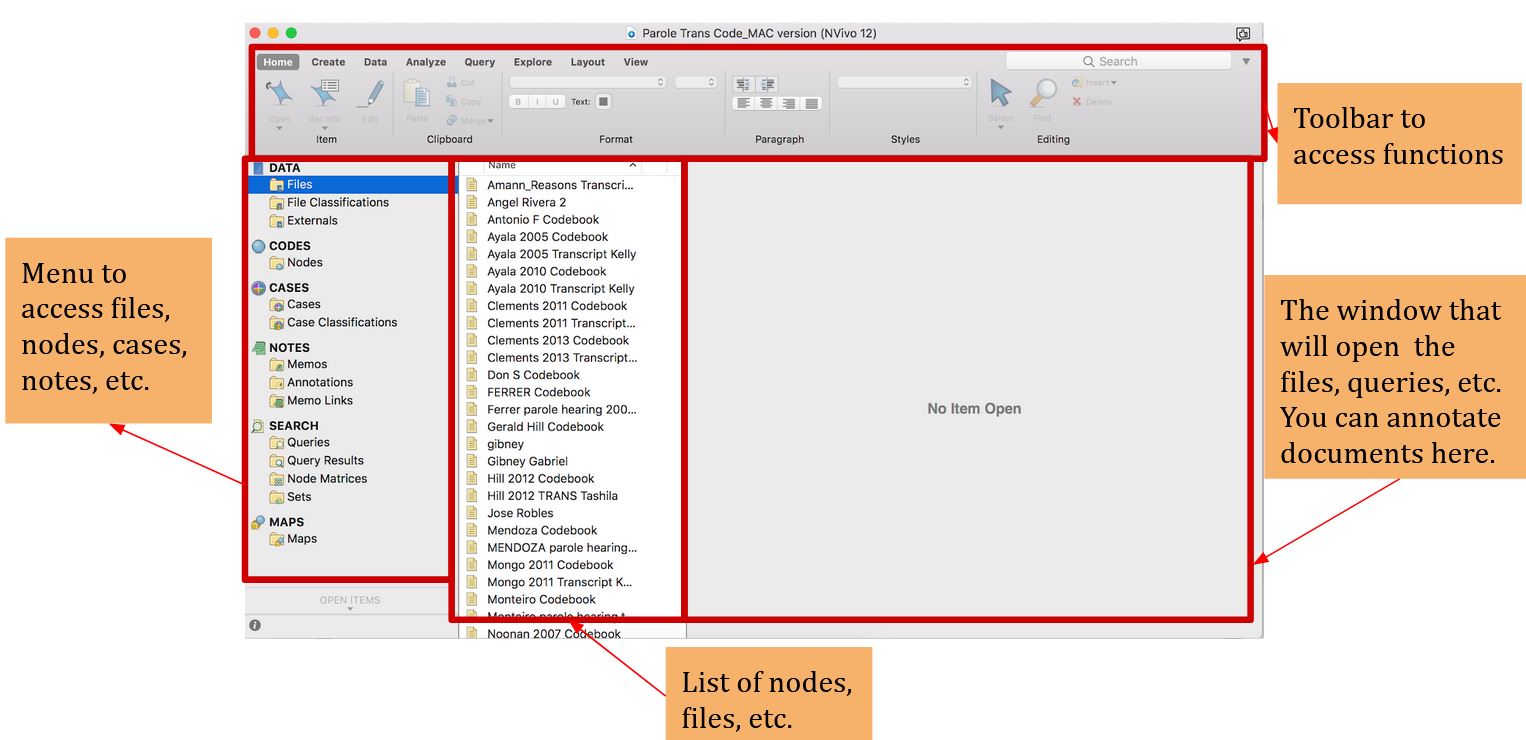 Parole Trans Code_MAC version (NVivo 12)
Home Create Data Analyze Query Explore Layout View
Search
Open Get Info Edit
Item
Paste
Cut
Copy
Merge
Clipboard
B I U Text:
Format
Paragraph
Styles
Select Find
Insert
Delete
Editing
Toolbar to
access functions
DATA
Files
File Classifications
Externals
CODES
Nodes
CASES
Cases
Case Classifications
NOTES
Memos
Annotations
Memo Links
SEARCH
Queries
Query Results
Node Matrices
Sets
MAPS
Maps
OPEN ITEMS
Menu to
access files,
nodes, cases,
notes, etc.
Name
Amann_Reasons Transcri...
Angel Rivera 2
Antonio F Codebook
Ayala 2005 Codebook
Ayala 2005 Transcript Kelly
Ayala 2010 Codebook
Ayala 2010 Transcript Kelly
Clements 2011 Codebook
Clements 2011 Transcript...
Clements 2013 Codebook
Clements 2013 Transcript...
Don S Codebook
FERRER Codebook
Ferrer parole hearing 200...
Gerald Hill Codebook
gibney
Gibney Gabriel
Hill 2012 Codebook
Hill 2012 TRANS Tashila
Jose Robles
Mendoza Codebook
MENDOZA parole hearing...
Mongo 2011 Codebook
Mongo 2011 Transcript K...
Monteiro Codebook
Monteiro parole hearing t...
Noonan 2007 Codebook
No Item Open
The window that
will open the
files, queries, etc.
You can annotate
documents here.
List of nodes,
files, etc.